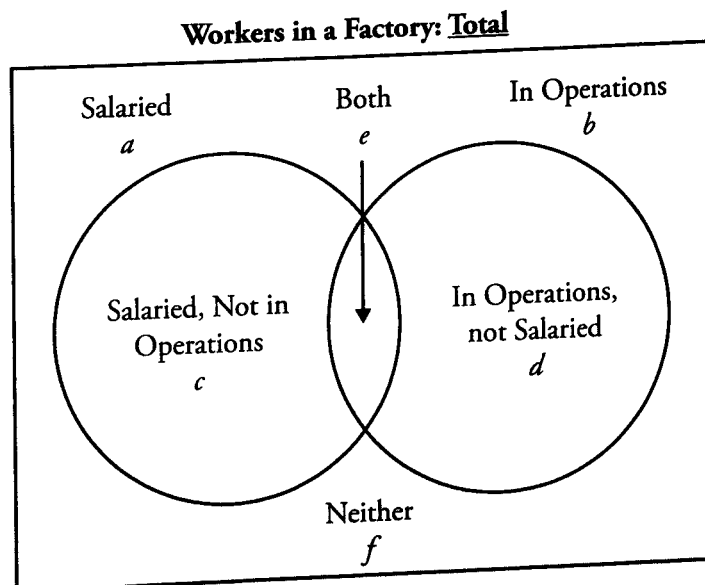 Workers in a Factory: Total
Salaried
a
Both
e
In Operations
b
Salaried, Not in
Operations
c
In Operations,
not Salaried
d
Neither
f